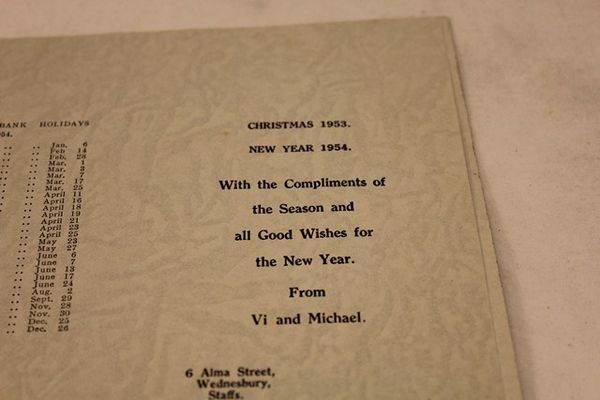 BANK HOLIDAYS
54.
Jan. 6
Feb 14
Feb. 28
Mar. 1
Mar. 3
Mar. 7
Mar. 17
Mar. 25
April 11
April 16
April 18
April 19
April 21
April 23
April 25
May 23
May 27
June 6
June 7
June 13
June 17
June 24
Aug. 2
Sept. 29
Nov. 28
Nov. 30
Dec. 25
Dec. 26
CHRISTMAS 1953.
NEW YEAR 1954.
With the Compliments of
the Season and
all Good Wishes for
the New Year.
From
Vi and Michael.
6 Alma Street,
Wednesbury,
Staffs.